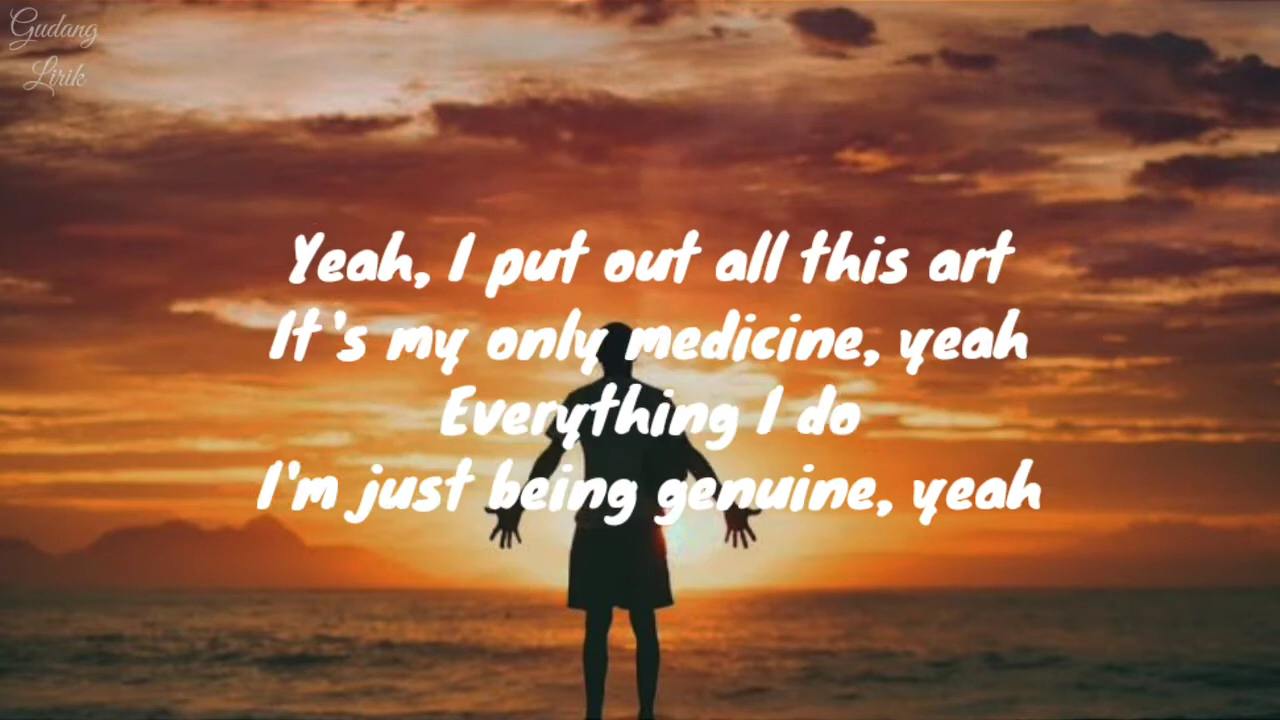 Gudang
Lirik
Yeah, I put out all this art
It's my only medicine, yeah
Everything I do
I'm just being genuine, yeah